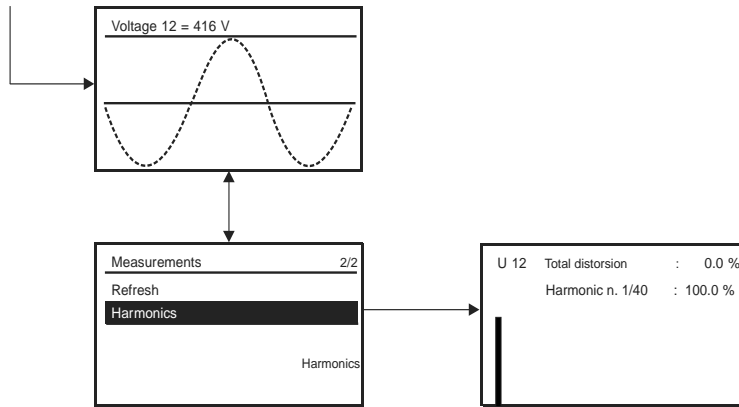 Voltage 12 = 416 V
Measurements 2/2
Refresh
Harmonics
Harmonics
U 12 Total distorsion : 0.0 %
Harmonic n. 1/40 : 100.0 %